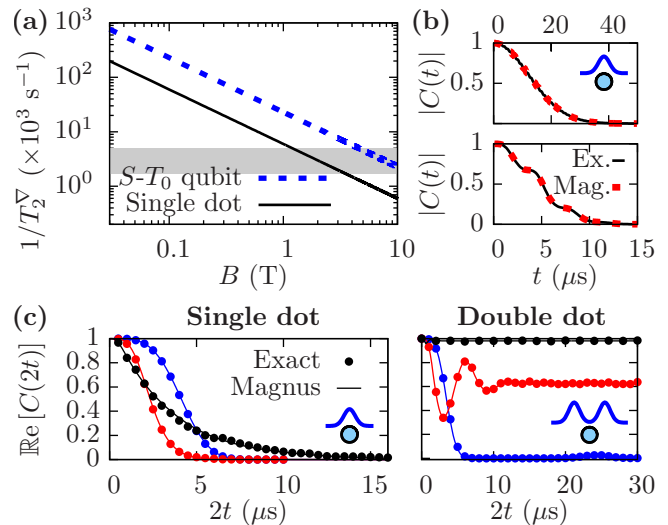 (a)
10³
10²
10¹
10⁰
1/T₂^∇ (×10³ s⁻¹)
S-T₀ qubit
Single dot
0.1 1 10
B (T)
(b)
0 20 40
|C(t)|
0.5
1
|C(t)|
0.5
Ex.
Mag.
0 5 10 15
t (μs)
(c)
Single dot
Double dot
ℝe [C(2t)]
1
0.8
0.6
0.4
0.2
0
Exact
Magnus
0 5 10 15
2t (μs)
0 10 20 30
2t (μs)